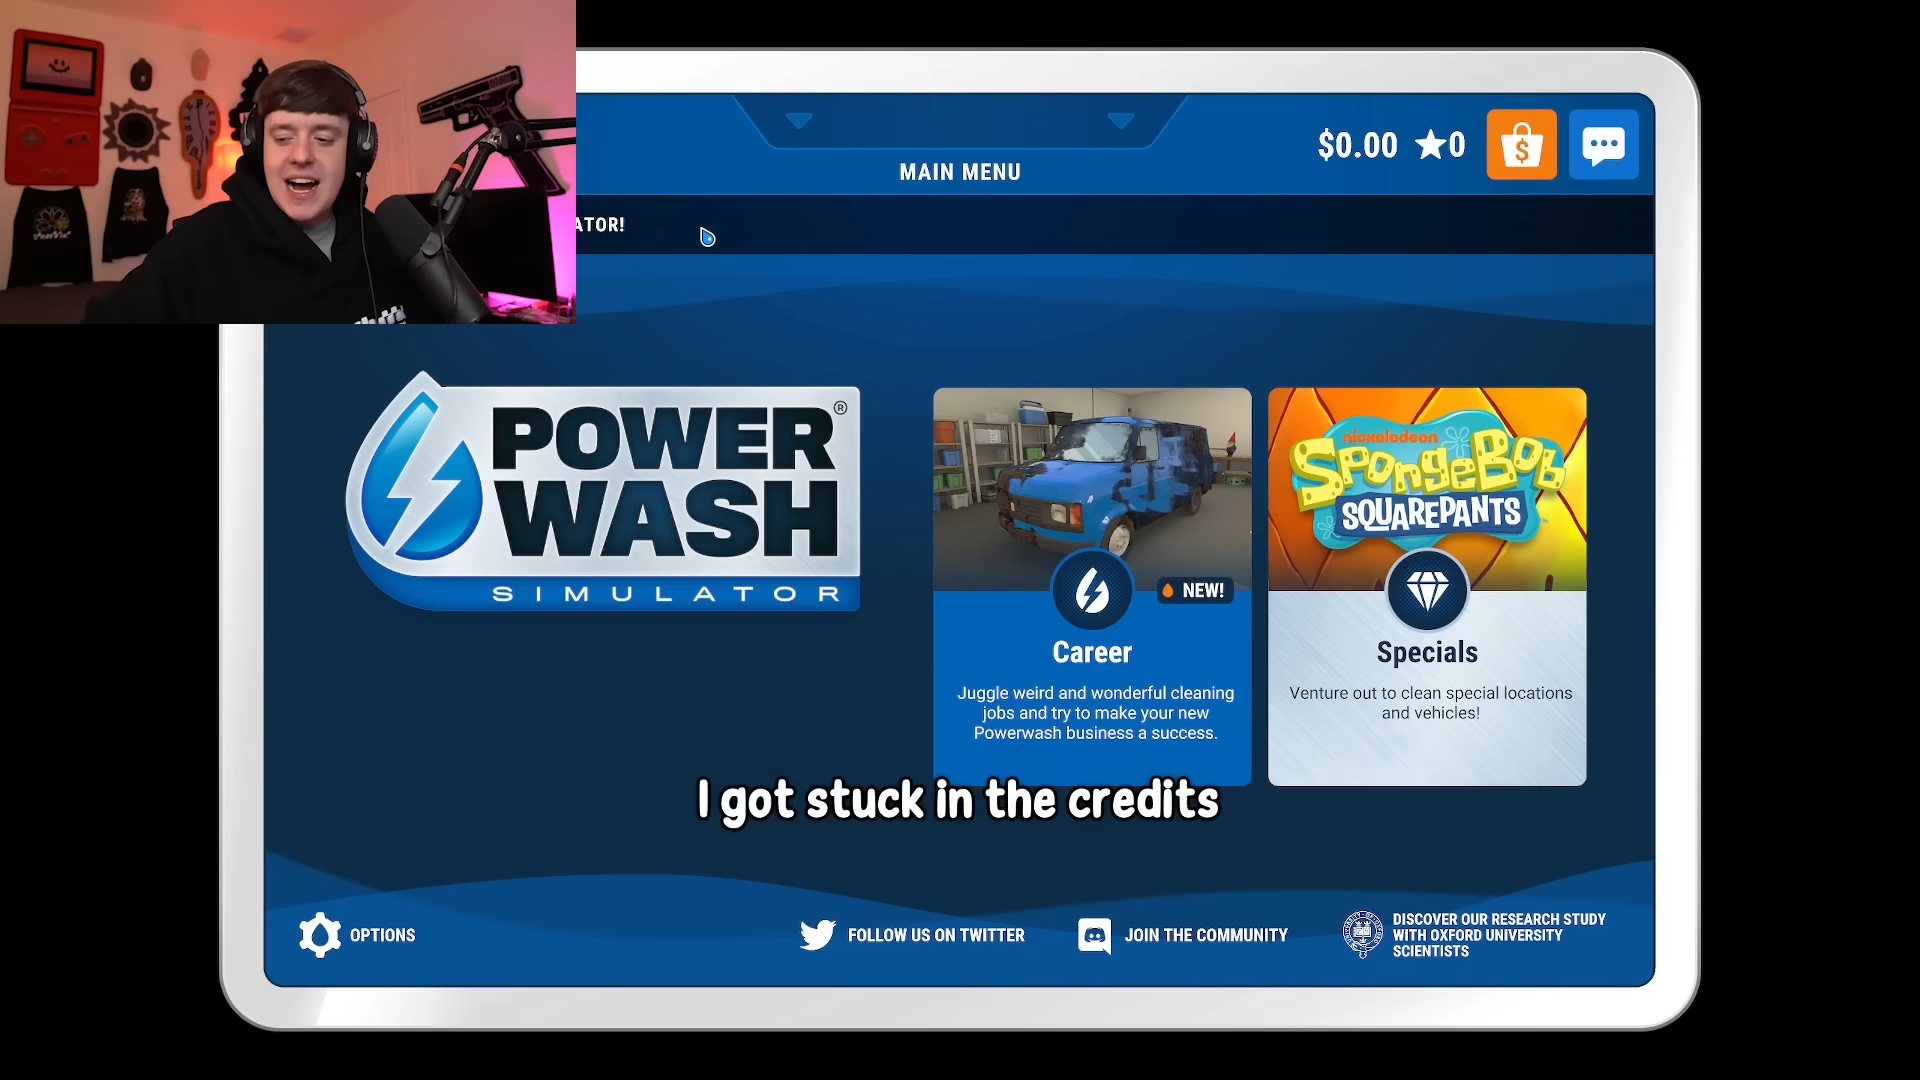 $0.00 ★0
MAIN MENU
ATOR!
POWER
WASH
SIMULATOR
®
nickelodeon
SPONGEBOB
SQUAREPANTS
NEW!
Career
Juggle weird and wonderful cleaning
jobs and try to make your new
Powerwash business a success.
Specials
Venture out to clean special locations
and vehicles!
I got stuck in the credits
OPTIONS
FOLLOW US ON TWITTER
JOIN THE COMMUNITY
DISCOVER OUR RESEARCH STUDY
WITH OXFORD UNIVERSITY
SCIENTISTS